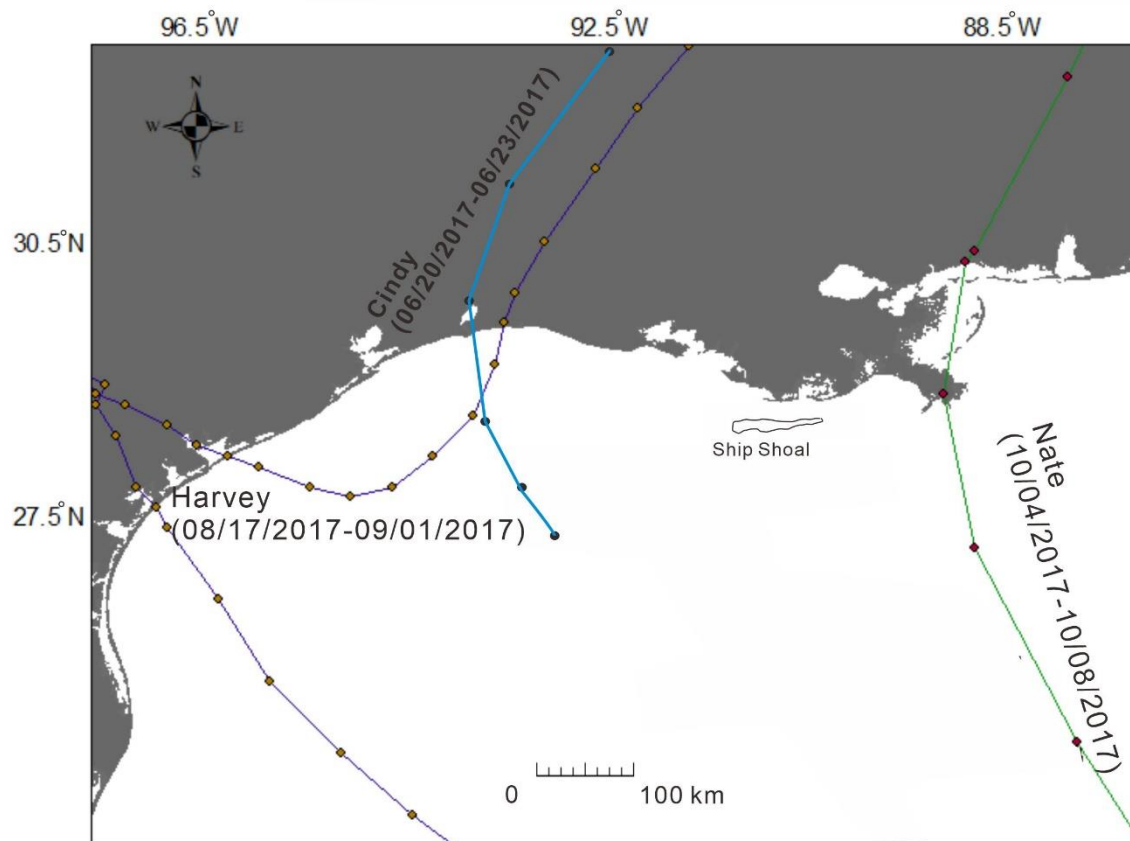 96.5°W
92.5°W
88.5°W
N
W
E
S
30.5°N
27.5°N
Cindy
(06/20/2017-06/23/2017)
Harvey
(08/17/2017-09/01/2017)
Ship Shoal
Nate
(10/04/2017-10/08/2017)
0
100 km